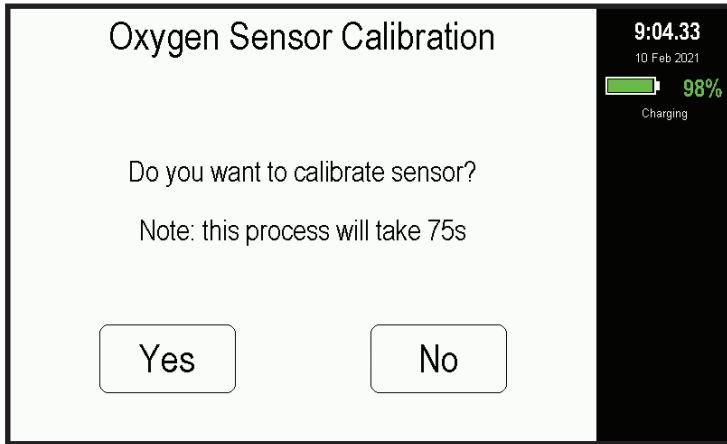 Oxygen Sensor Calibration
Do you want to calibrate sensor?
Note: this process will take 75s
Yes
No
9:04.33
10 Feb 2021
98%
Charging